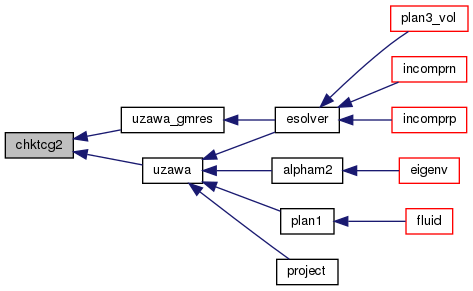 plan3_vol
incomprn
uzawa_gmres
esolver
incomprp
chktcg2
uzawa
alpham2
eigenv
plan1
fluid
project